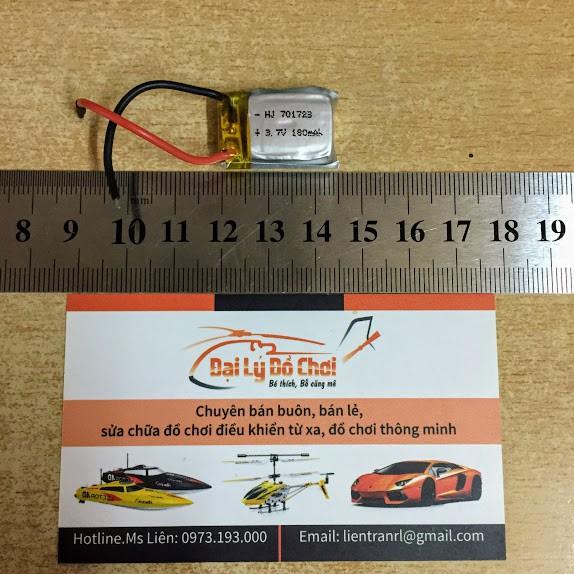 - HJ 701723
+ 3.7V 180mAh
mm
8 9 10 11 12 13 14 15 16 17 18 19
Đại Lý Đồ Chơi
Bé thích, Bố cũng mê
Chuyên bán buôn, bán lẻ,
sửa chữa đồ chơi điều khiển từ xa, đồ chơi thông minh
Hotline.Ms Liên: 0973.193.000
Email: lientranrl@gmail.com